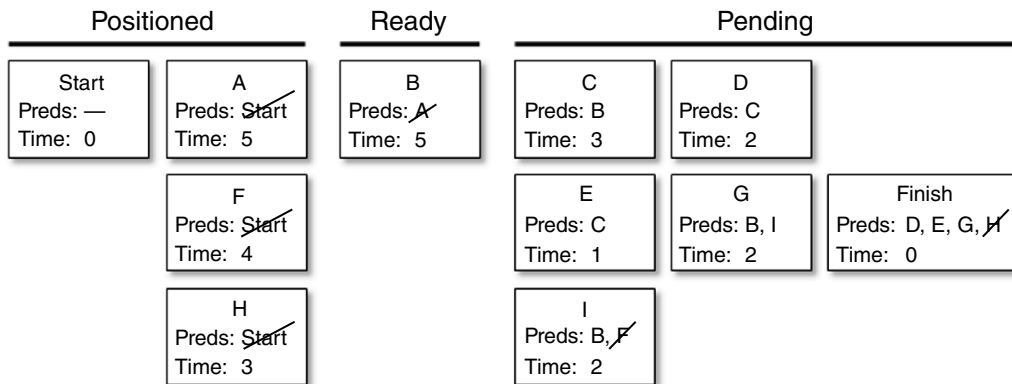 Positioned
Ready
Pending
Start
Preds: —
Time: 0
A
Preds: Start
Time: 5
B
Preds: A
Time: 5
C
Preds: B
Time: 3
D
Preds: C
Time: 2
F
Preds: Start
Time: 4
E
Preds: C
Time: 1
G
Preds: B, I
Time: 2
Finish
Preds: D, E, G, H
Time: 0
H
Preds: Start
Time: 3
I
Preds: B, F
Time: 2